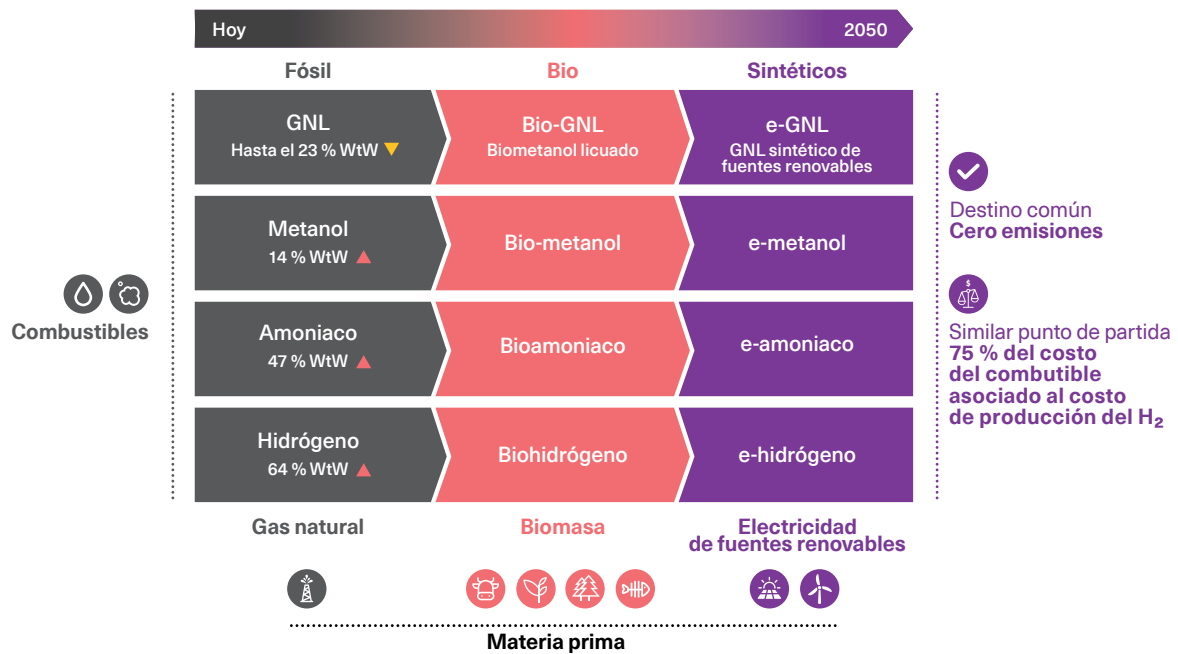 Hoy
2050
Fósil
Bio
Sintéticos
GNL
Hasta el 23 % WtW
Bio-GNL
Biometanol licuado
e-GNL
GNL sintético de
fuentes renovables
Metanol
14 % WtW
Bio-metanol
e-metanol
Amoniaco
47 % WtW
Bioamoniaco
e-amoniaco
Hidrógeno
64 % WtW
Biohidrógeno
e-hidrógeno
Combustibles
Destino común
Cero emisiones
$
Similar punto de partida
75 % del costo
del combutible
asociado al costo
de producción del H₂
Gas natural
Biomasa
Electricidad
de fuentes renovables
Materia prima